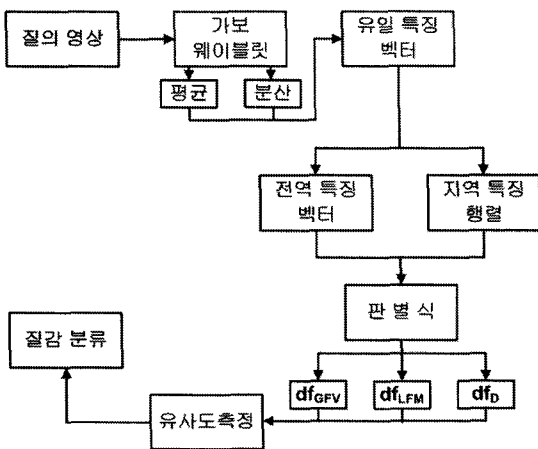 질의 영상
가보
웨이블릿
유일 특징
벡터
평균
분산
전역 특징
벡터
지역 특징
행렬
판 별 식
질감 분류
df_GFV
df_LFM
df_D
유사도측정